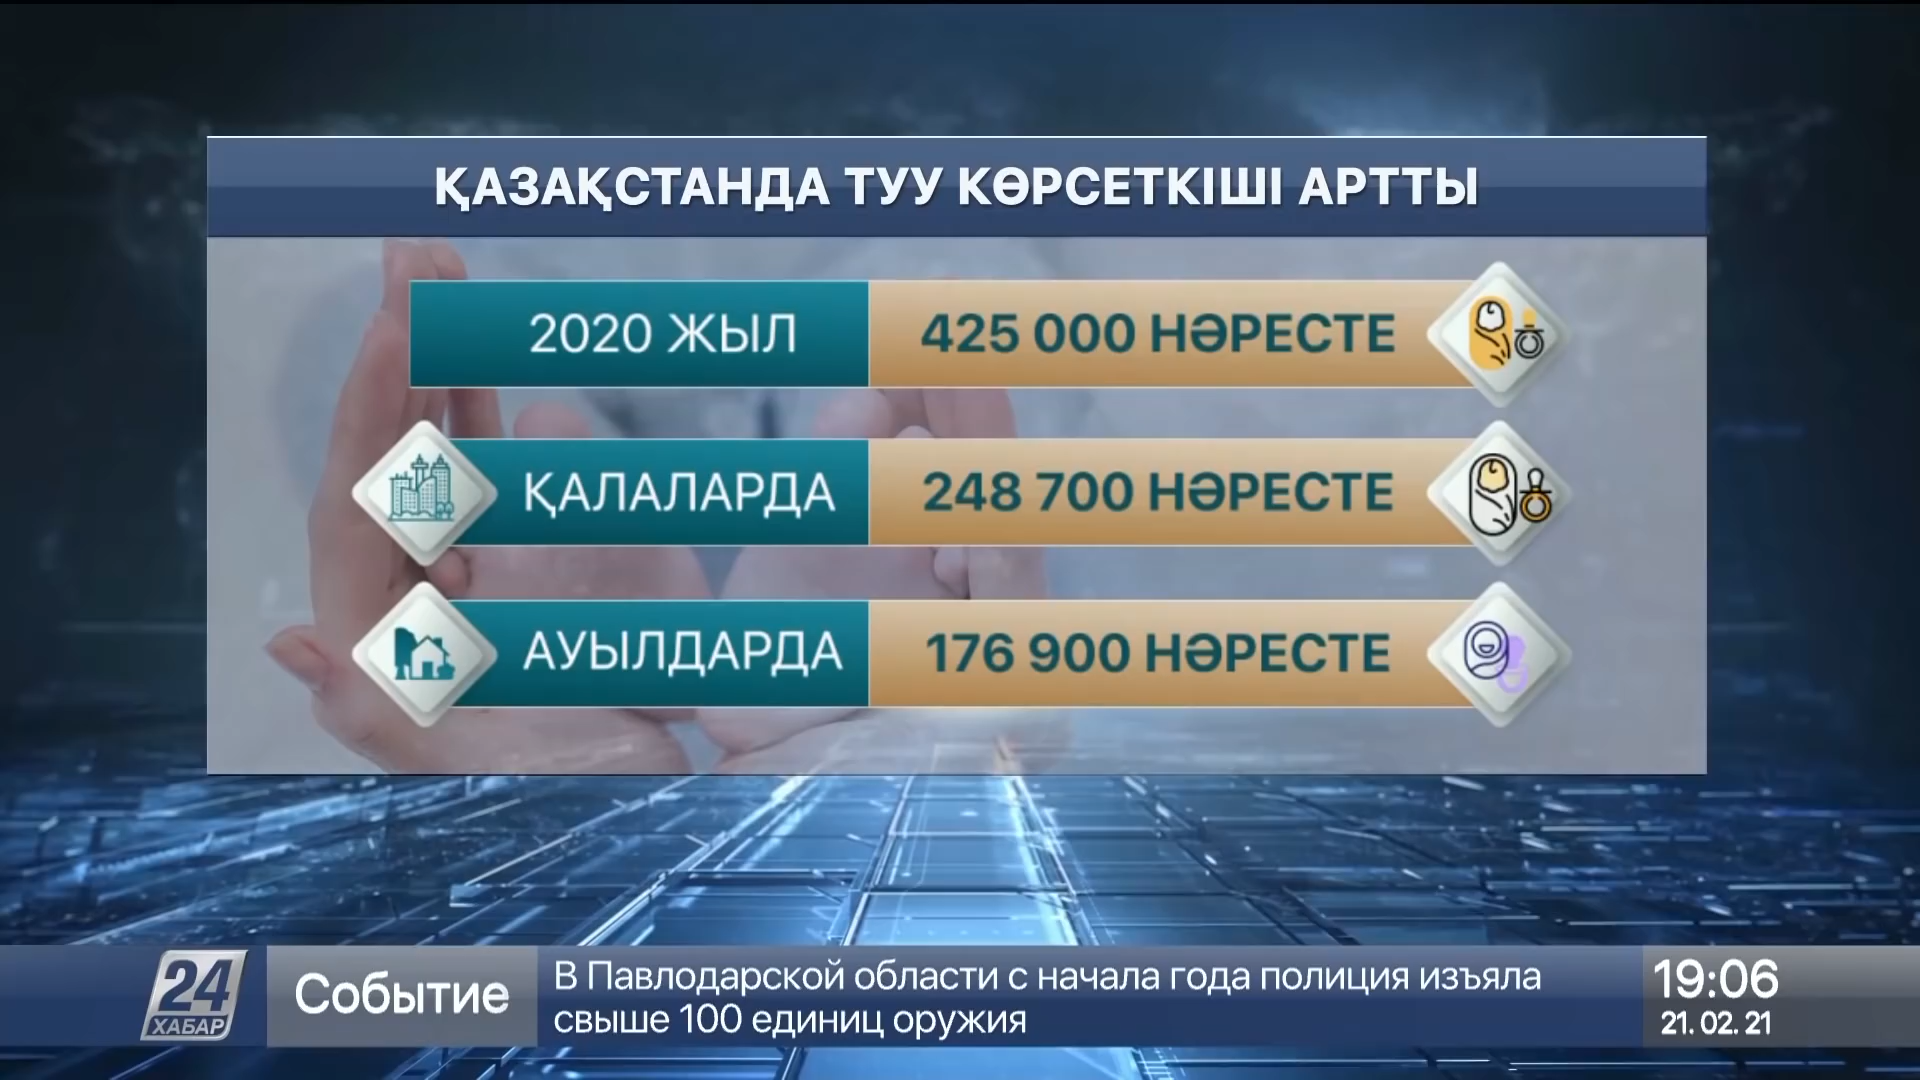 ҚАЗАҚСТАНДА ТУУ КӨРСЕТКІШІ АРТТЫ
2020 ЖЫЛ 425 000 НӘРЕСТЕ
ҚАЛАЛАРДА 248 700 НӘРЕСТЕ
АУЫЛДАРДА 176 900 НӘРЕСТЕ
24
ХАБАР
Событие
В Павлодарской области с начала года полиция изъяла
свыше 100 единиц оружия
19:06
21. 02. 21